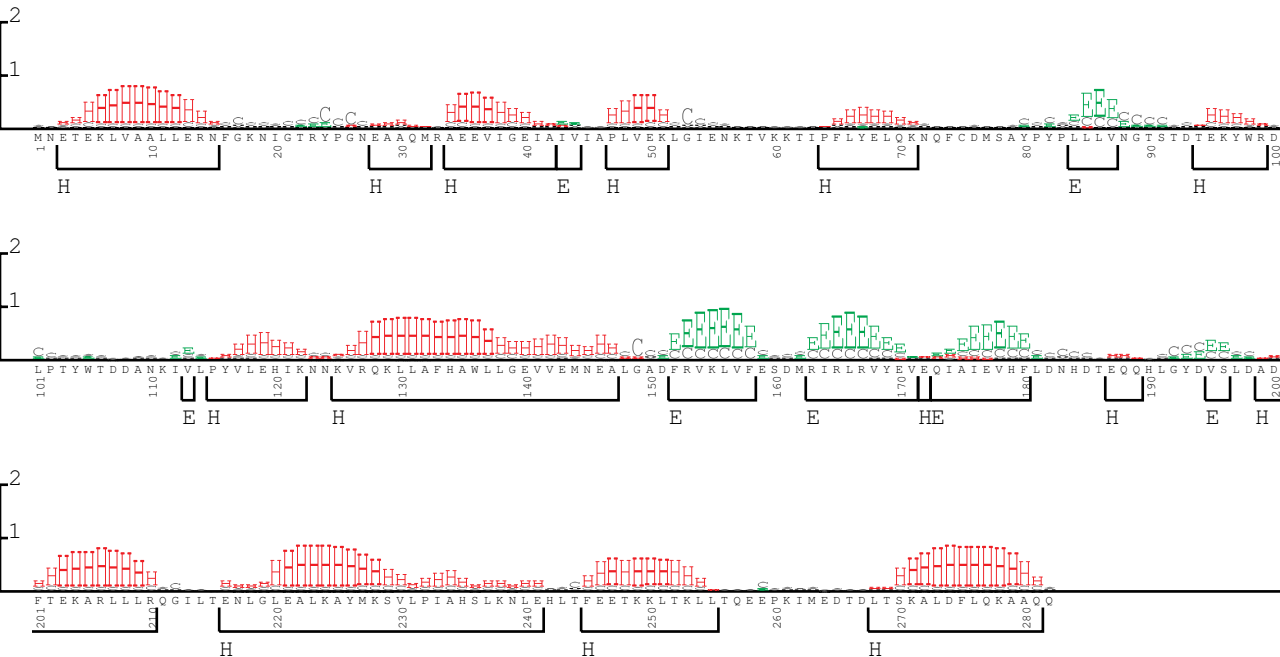 2
1
MNETEKLVAALLERNFGKNIGTRYPGNEAAQMRAEEVIGEIAIVIAPLVEKLGIENKTVKKTIPFLYELQKNQFCDMSAYPYPLLLVNGTSTDTEKYWRD
1 10 20 30 40 50 60 70 80 90 100
H H H E H H E H
2
1
LPTYWTDDANKIVLPYVLEHIKNNKVRQKLLAFHAWLLGEVVEMNEALGADFRVKLVFESDMRIRLRVYEVEQIAIEVHFLDNHDTEQQHLGYDVSLDAD
101 110 120 130 140 150 160 170 180 190 200
E H H E E H E H E H
2
1
FTEKARLLLRQGILTENLGLEALKAYMKSVLPIAHSLKNLEHLTFEETKKLTKLLTQEEPKIMEDTDLTSKALDFLQKAAQQ
201 210 220 230 240 250 260 270 280
H H H